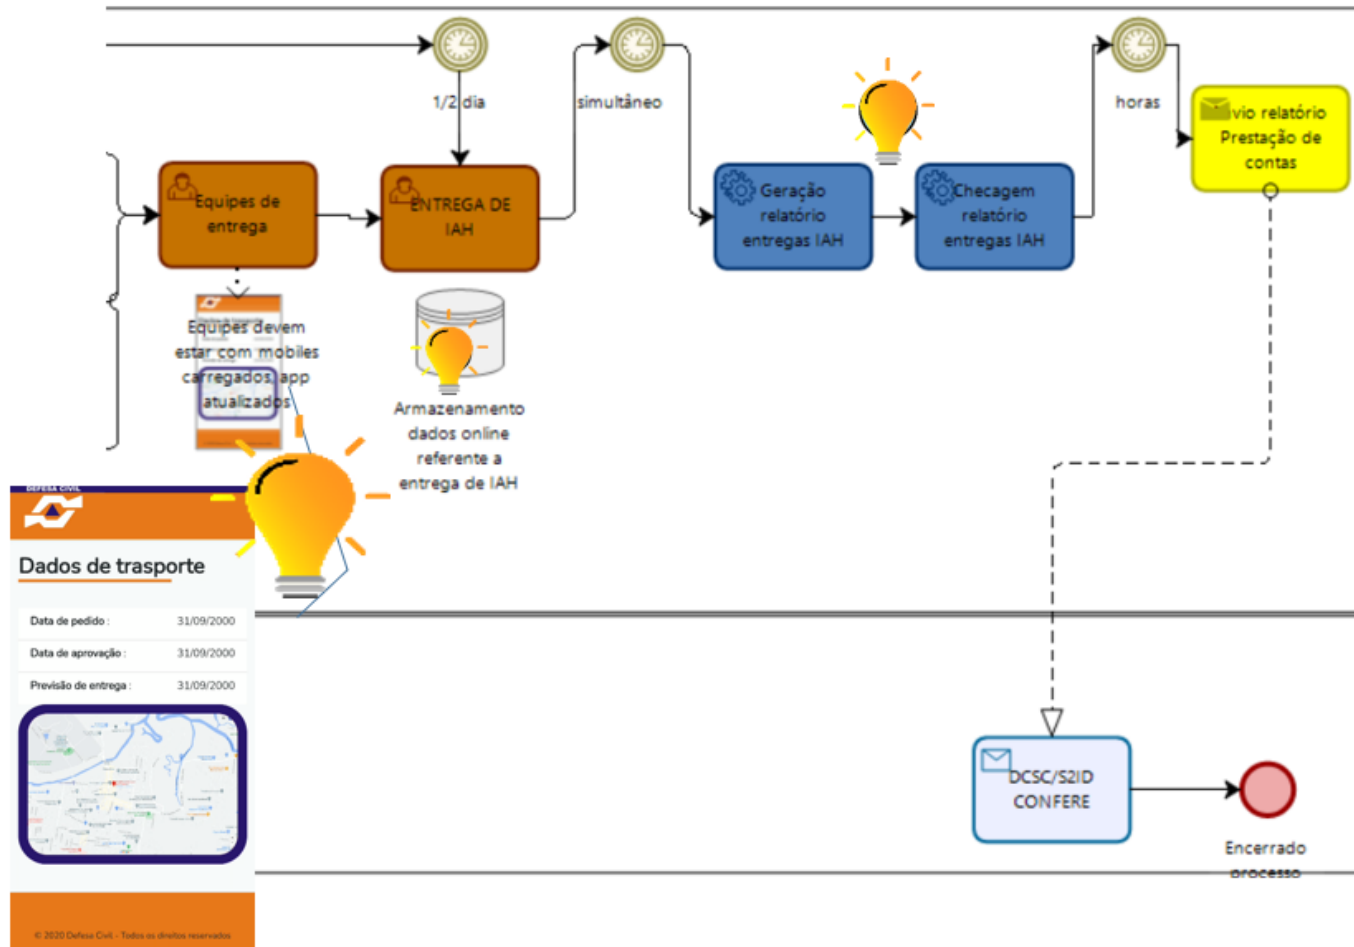 1/2 dia
simultâneo
horas
vio relatório
Prestação de
contas
Equipes de
entrega
ENTREGA DE
IAH
Geração
relatório
entregas IAH
Checagem
relatório
entregas IAH
Equipes devem
estar com mobiles
carregados, app
atualizados
Armazenamento
dados online
referente a
entrega de IAH
DEFESA CIVIL
Dados de trasporte
Data de pedido : 31/09/2000
Data de aprovação : 31/09/2000
Previsão de entrega : 31/09/2000
© 2020 Defesa Civil - Todos os direitos reservados
DCSC/S2ID
CONFERE
Encerrado
processo